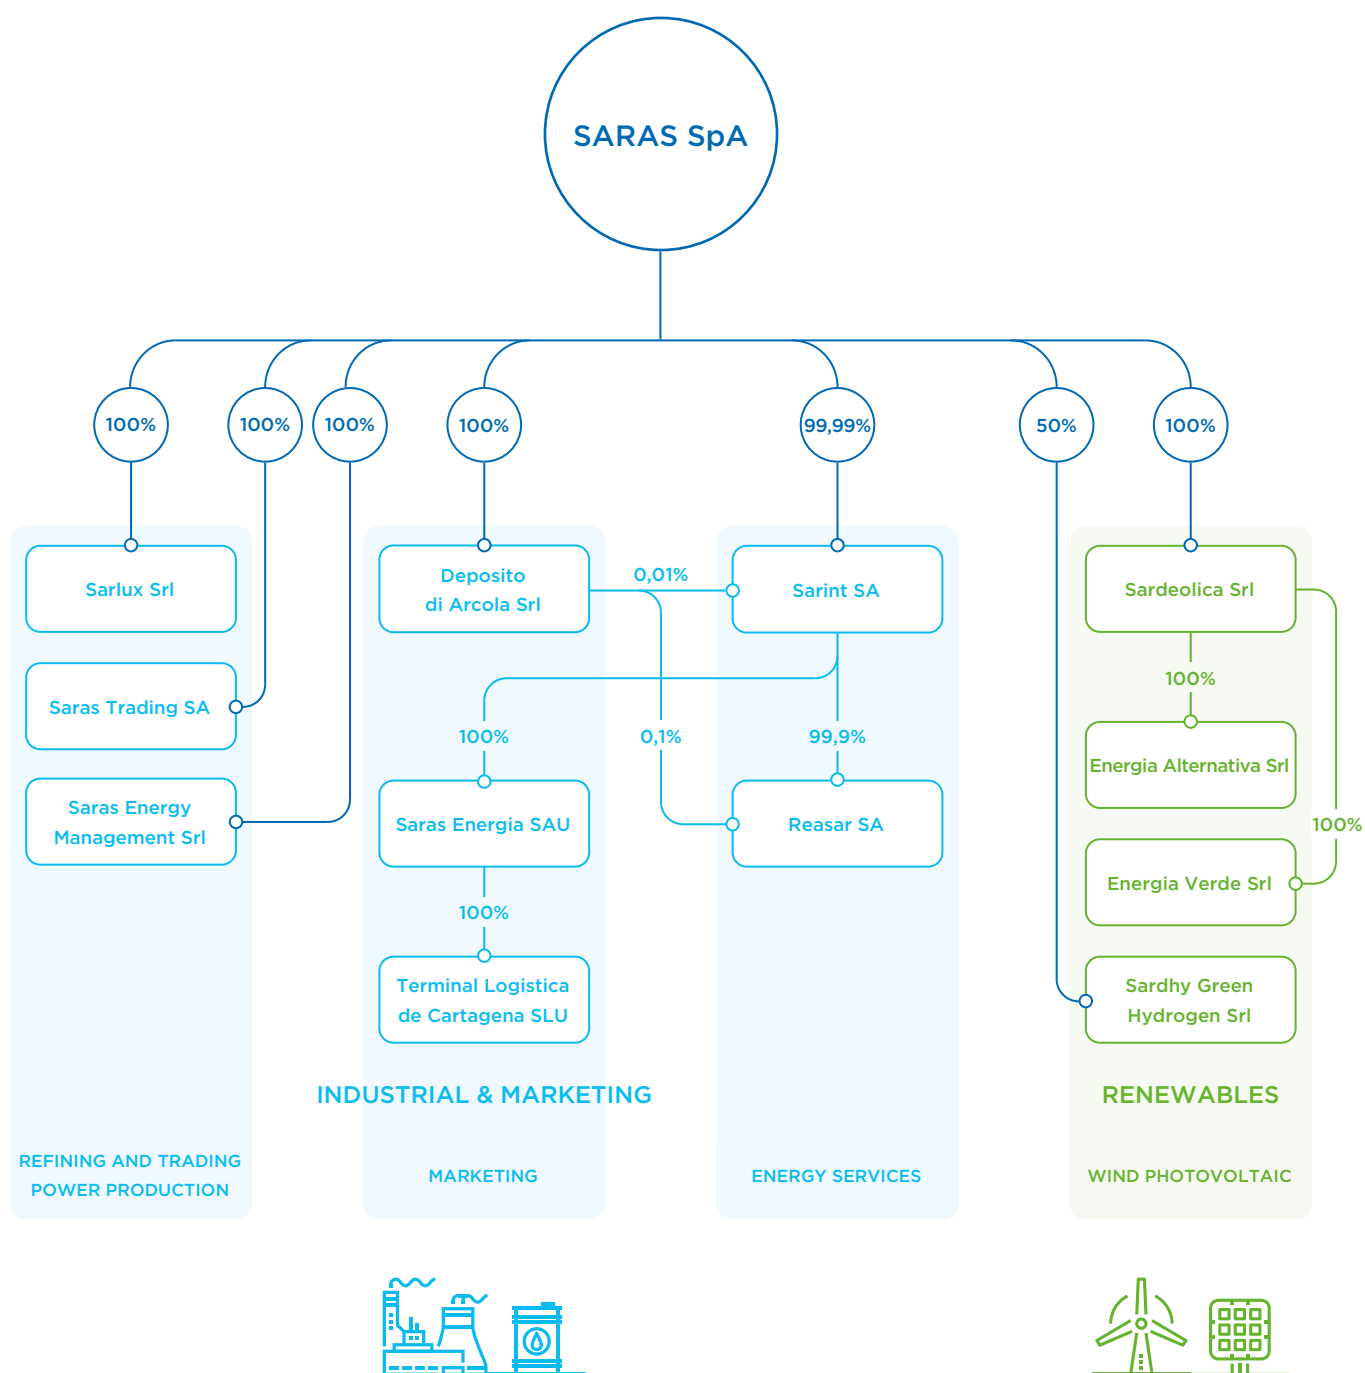 SARAS SpA
100%
100%
100%
100%
99,99%
50%
100%
Sarlux Srl
Deposito
di Arcola Srl
0,01%
Sarint SA
Sardeolica Srl
Saras Trading SA
100%
100%
0,1%
99,9%
Energia Alternativa Srl
Saras Energy
Management Srl
Saras Energia SAU
Reasar SA
100%
Energia Verde Srl
100%
Terminal Logistica
de Cartagena SLU
Sardhy Green
Hydrogen Srl
INDUSTRIAL & MARKETING
RENEWABLES
REFINING AND TRADING
POWER PRODUCTION
MARKETING
ENERGY SERVICES
WIND PHOTOVOLTAIC